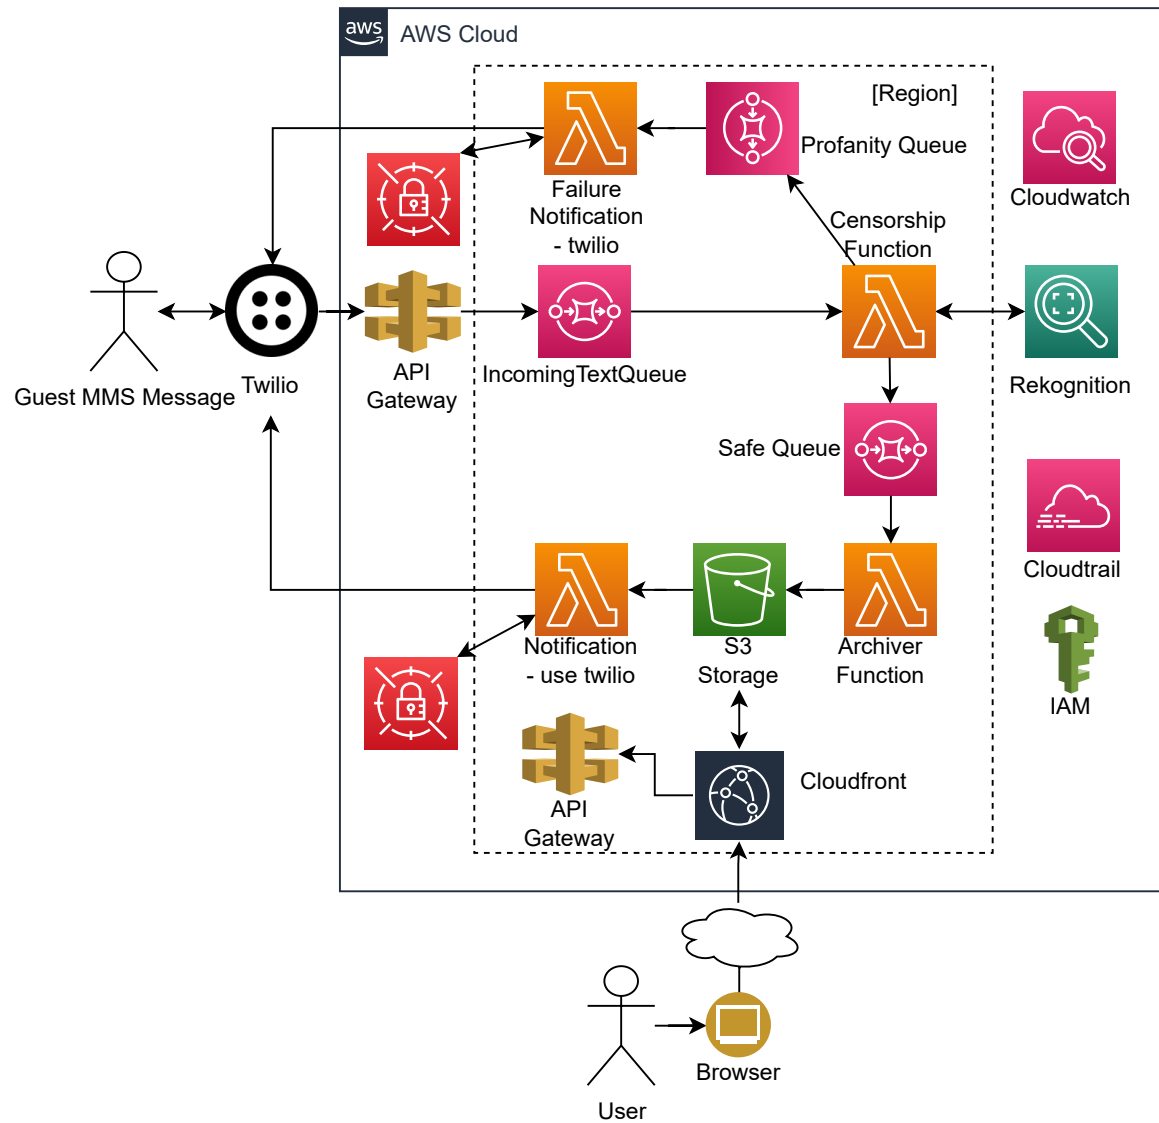 aws
AWS Cloud
[Region]
Profanity Queue
Cloudwatch
Failure
Notification
- twilio
Censorship
Function
Guest MMS Message
Twilio
API
Gateway
IncomingTextQueue
Rekognition
Safe Queue
Cloudtrail
Notification
- use twilio
S3
Storage
Archiver
Function
IAM
API
Gateway
Cloudfront
Browser
User